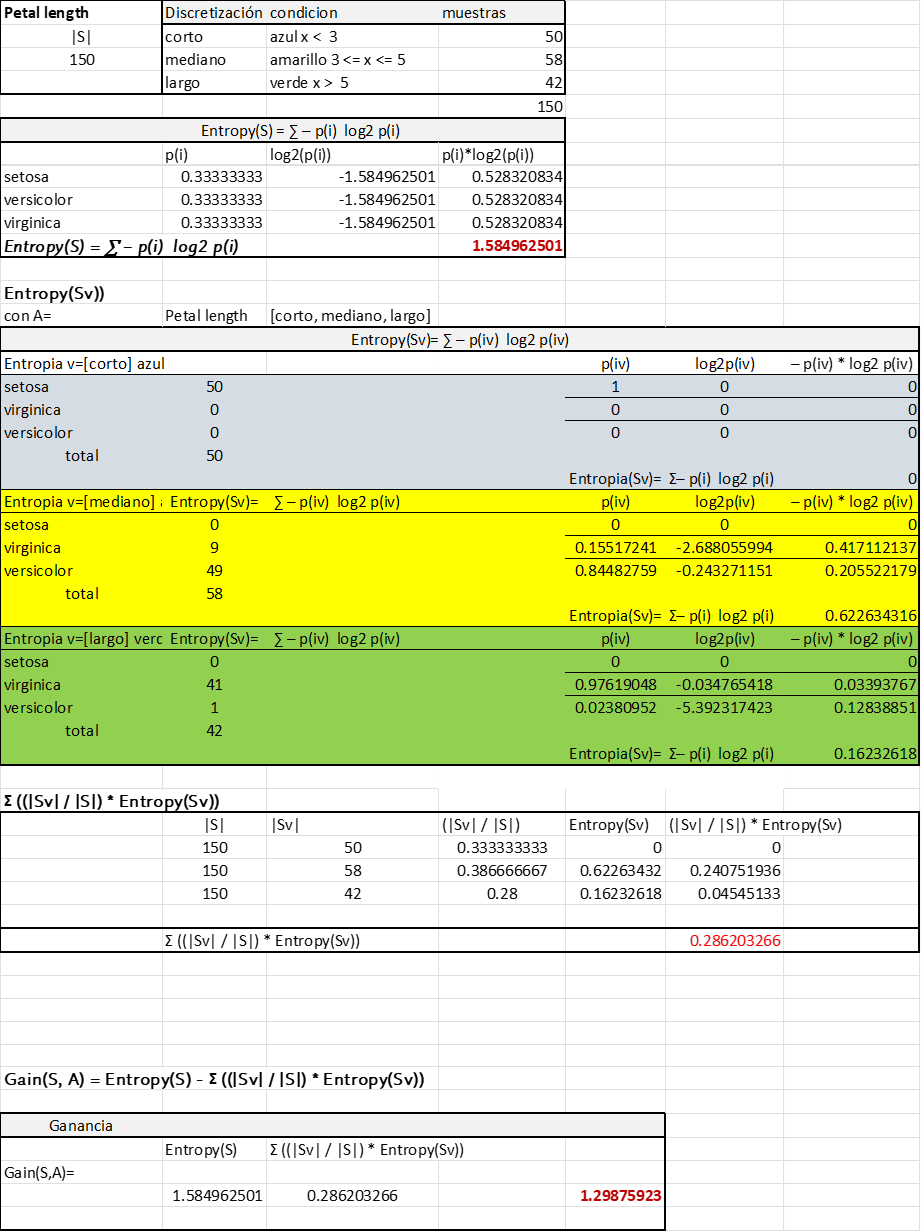 Petal length Discretización condicion muestras
|S| corto azul x < 3 50
150 mediano amarillo 3 <= x <= 5 58
largo verde x > 5 42
150
Entropy(S) = ∑ − p(i) log2 p(i)
p(i) log2(p(i)) p(i)*log2(p(i))
setosa 0.33333333 -1.584962501 0.528320834
versicolor 0.33333333 -1.584962501 0.528320834
virginica 0.33333333 -1.584962501 0.528320834
Entropy(S) = ∑ − p(i) log2 p(i) 1.584962501
Entropy(Sv))
con A= Petal length [corto, mediano, largo]
Entropy(Sv)= ∑ − p(iv) log2 p(iv)
Entropia v=[corto] azul p(iv) log2p(iv) − p(iv) * log2 p(iv)
setosa 50 1 0 0
virginica 0 0 0 0
versicolor 0 0 0 0
total 50
Entropia(Sv)= Σ− p(i) log2 p(i) 0
Entropia v=[mediano] Entropy(Sv)= ∑ − p(iv) log2 p(iv) p(iv) log2p(iv) − p(iv) * log2 p(iv)
setosa 0 0 0 0
virginica 9 0.15517241 -2.688055994 0.417112137
versicolor 49 0.84482759 -0.243271151 0.205522179
total 58
Entropia(Sv)= Σ− p(i) log2 p(i) 0.622634316
Entropia v=[largo] verd Entropy(Sv)= ∑ − p(iv) log2 p(iv) p(iv) log2p(iv) − p(iv) * log2 p(iv)
setosa 0 0 0 0
virginica 41 0.97619048 -0.034765418 0.03393767
versicolor 1 0.02380952 -5.392317423 0.12838851
total 42
Entropia(Sv)= Σ− p(i) log2 p(i) 0.16232618
Σ ((|Sv| / |S|) * Entropy(Sv))
|S| |Sv| (|Sv| / |S|) Entropy(Sv) (|Sv| / |S|) * Entropy(Sv)
150 50 0.333333333 0 0
150 58 0.386666667 0.62263432 0.240751936
150 42 0.28 0.16232618 0.04545133
Σ ((|Sv| / |S|) * Entropy(Sv)) 0.286203266
Gain(S, A) = Entropy(S) - Σ ((|Sv| / |S|) * Entropy(Sv))
Ganancia
Entropy(S) Σ ((|Sv| / |S|) * Entropy(Sv))
Gain(S,A)=
1.584962501 0.286203266 1.29875923